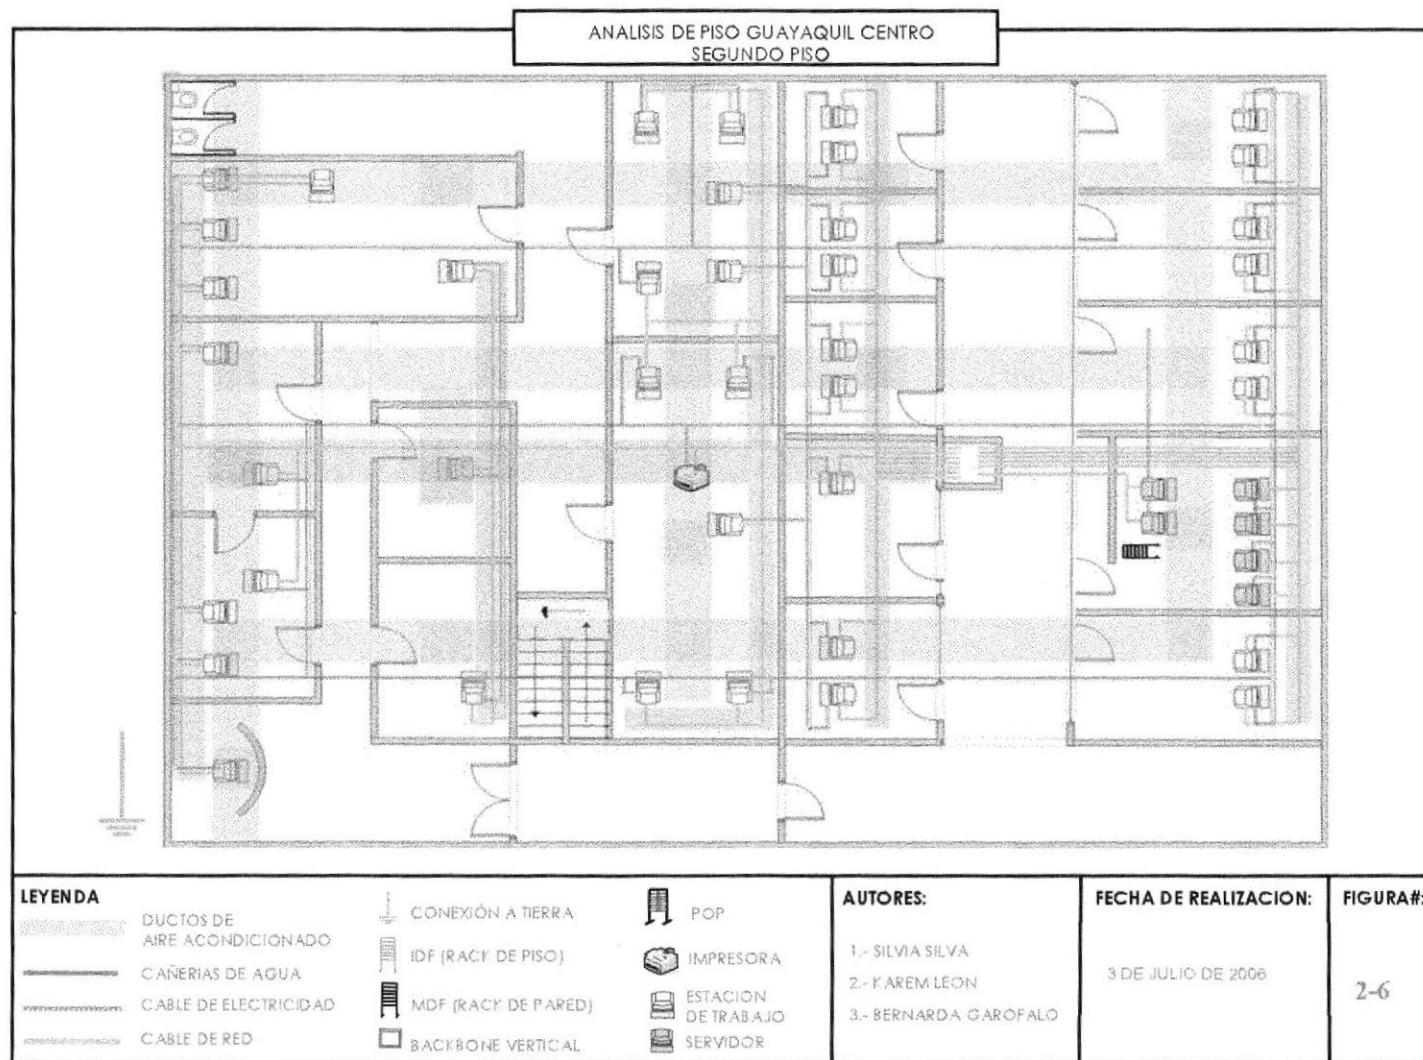 ANALISIS DE PISO GUAYAQUIL CENTRO
SEGUNDO PISO
LEYENDA
DUCTOS DE
AIRE ACONDICIONADO
CAÑERIAS DE AGUA
CABLE DE ELECTRICIDAD
CABLE DE RED
CONEXIÓN A TIERRA
IDF (RACK DE PISO)
MDF (RACK DE PARED)
BACKBONE VERTICAL
POP
IMPRESORA
ESTACION
DE TRABAJO
SERVIDOR
AUTORES:
1.- SILVIA SILVA
2.- KAREM LEON
3.- BERNARDA GAROFALO
FECHA DE REALIZACION:
3 DE JULIO DE 2006
FIGURA#:
2-6